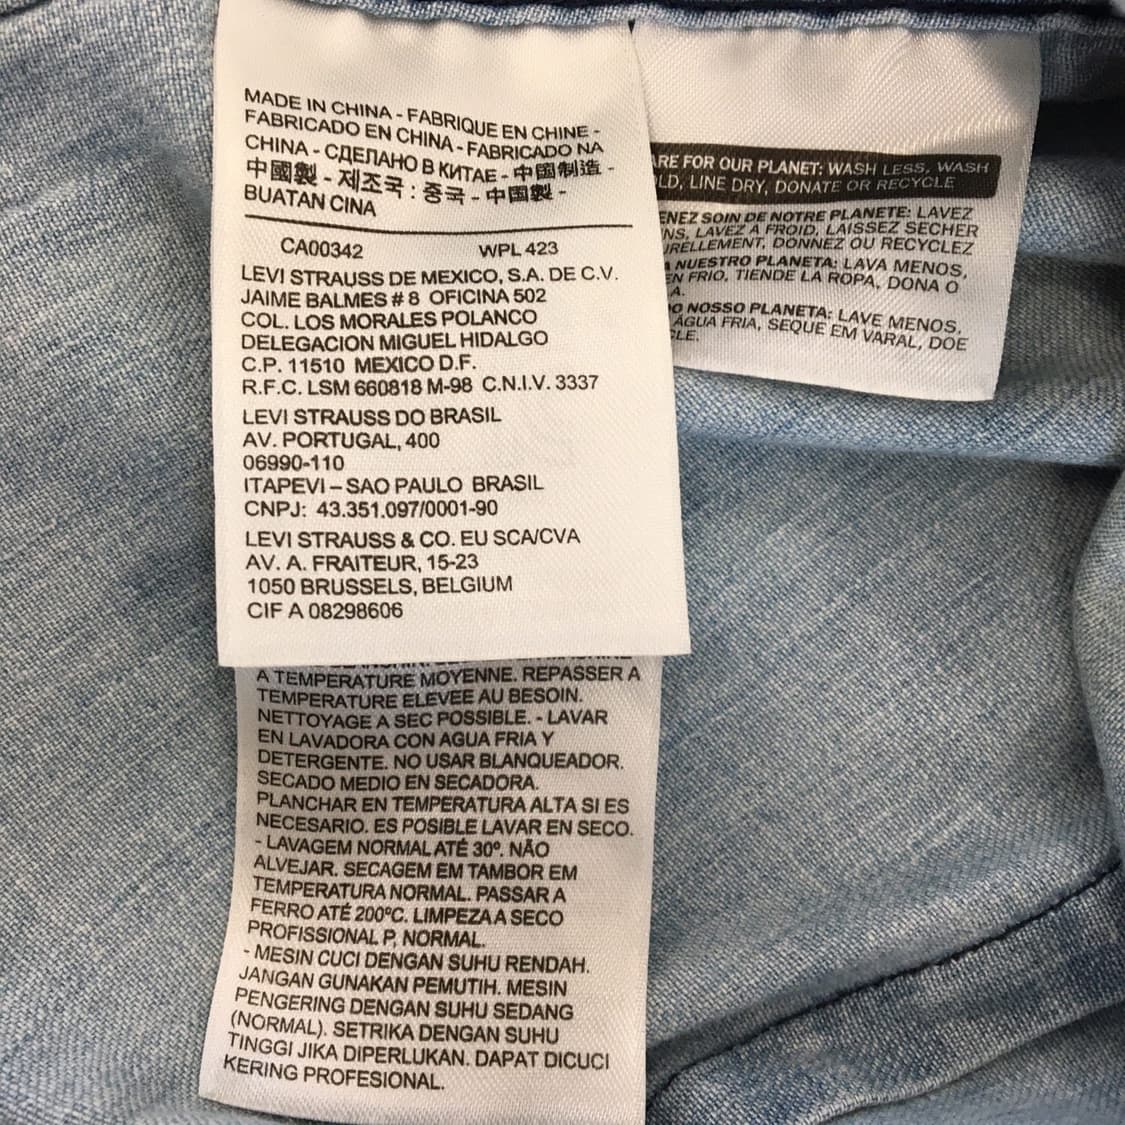 MADE IN CHINA - FABRIQUE EN CHINE -
FABRICADO EN CHINA - FABRICADO NA
CHINA - СДЕЛАНО В КИТАЕ - 中国制造 -
中國製 - 제조국 : 중국 - 中国製 -
BUATAN CINA
CA00342 WPL 423
LEVI STRAUSS DE MEXICO, S.A. DE C.V.
JAIME BALMES # 8 OFICINA 502
COL. LOS MORALES POLANCO
DELEGACION MIGUEL HIDALGO
C.P. 11510 MEXICO D.F.
R.F.C. LSM 660818 M-98 C.N.I.V. 3337
LEVI STRAUSS DO BRASIL
AV. PORTUGAL, 400
06990-110
ITAPEVI – SAO PAULO BRASIL
CNPJ: 43.351.097/0001-90
LEVI STRAUSS & CO. EU SCA/CVA
AV. A. FRAITEUR, 15-23
1050 BRUSSELS, BELGIUM
CIF A 08298606
A TEMPERATURE MOYENNE. REPASSER A
TEMPERATURE ELEVEE AU BESOIN.
NETTOYAGE A SEC POSSIBLE. - LAVAR
EN LAVADORA CON AGUA FRIA Y
DETERGENTE. NO USAR BLANQUEADOR.
SECADO MEDIO EN SECADORA.
PLANCHAR EN TEMPERATURA ALTA SI ES
NECESARIO. ES POSIBLE LAVAR EN SECO.
- LAVAGEM NORMAL ATÉ 30º. NÃO
ALVEJAR. SECAGEM EM TAMBOR EM
TEMPERATURA NORMAL. PASSAR A
FERRO ATÉ 200ºC. LIMPEZA A SECO
PROFISSIONAL P, NORMAL.
- MESIN CUCI DENGAN SUHU RENDAH.
JANGAN GUNAKAN PEMUTIH. MESIN
PENGERING DENGAN SUHU SEDANG
(NORMAL). SETRIKA DENGAN SUHU
TINGGI JIKA DIPERLUKAN. DAPAT DICUCI
KERING PROFESIONAL.
ARE FOR OUR PLANET: WASH LESS, WASH
LD, LINE DRY, DONATE OR RECYCLE
ENEZ SOIN DE NOTRE PLANETE: LAVEZ
NS, LAVEZ A FROID, LAISSEZ SECHER
URELLEMENT, DONNEZ OU RECYCLEZ
A NUESTRO PLANETA: LAVA MENOS,
EN FRIO, TIENDE LA ROPA, DONA O
A.
O NOSSO PLANETA: LAVE MENOS,
ÁGUA FRIA, SEQUE EM VARAL, DOE
CLE.